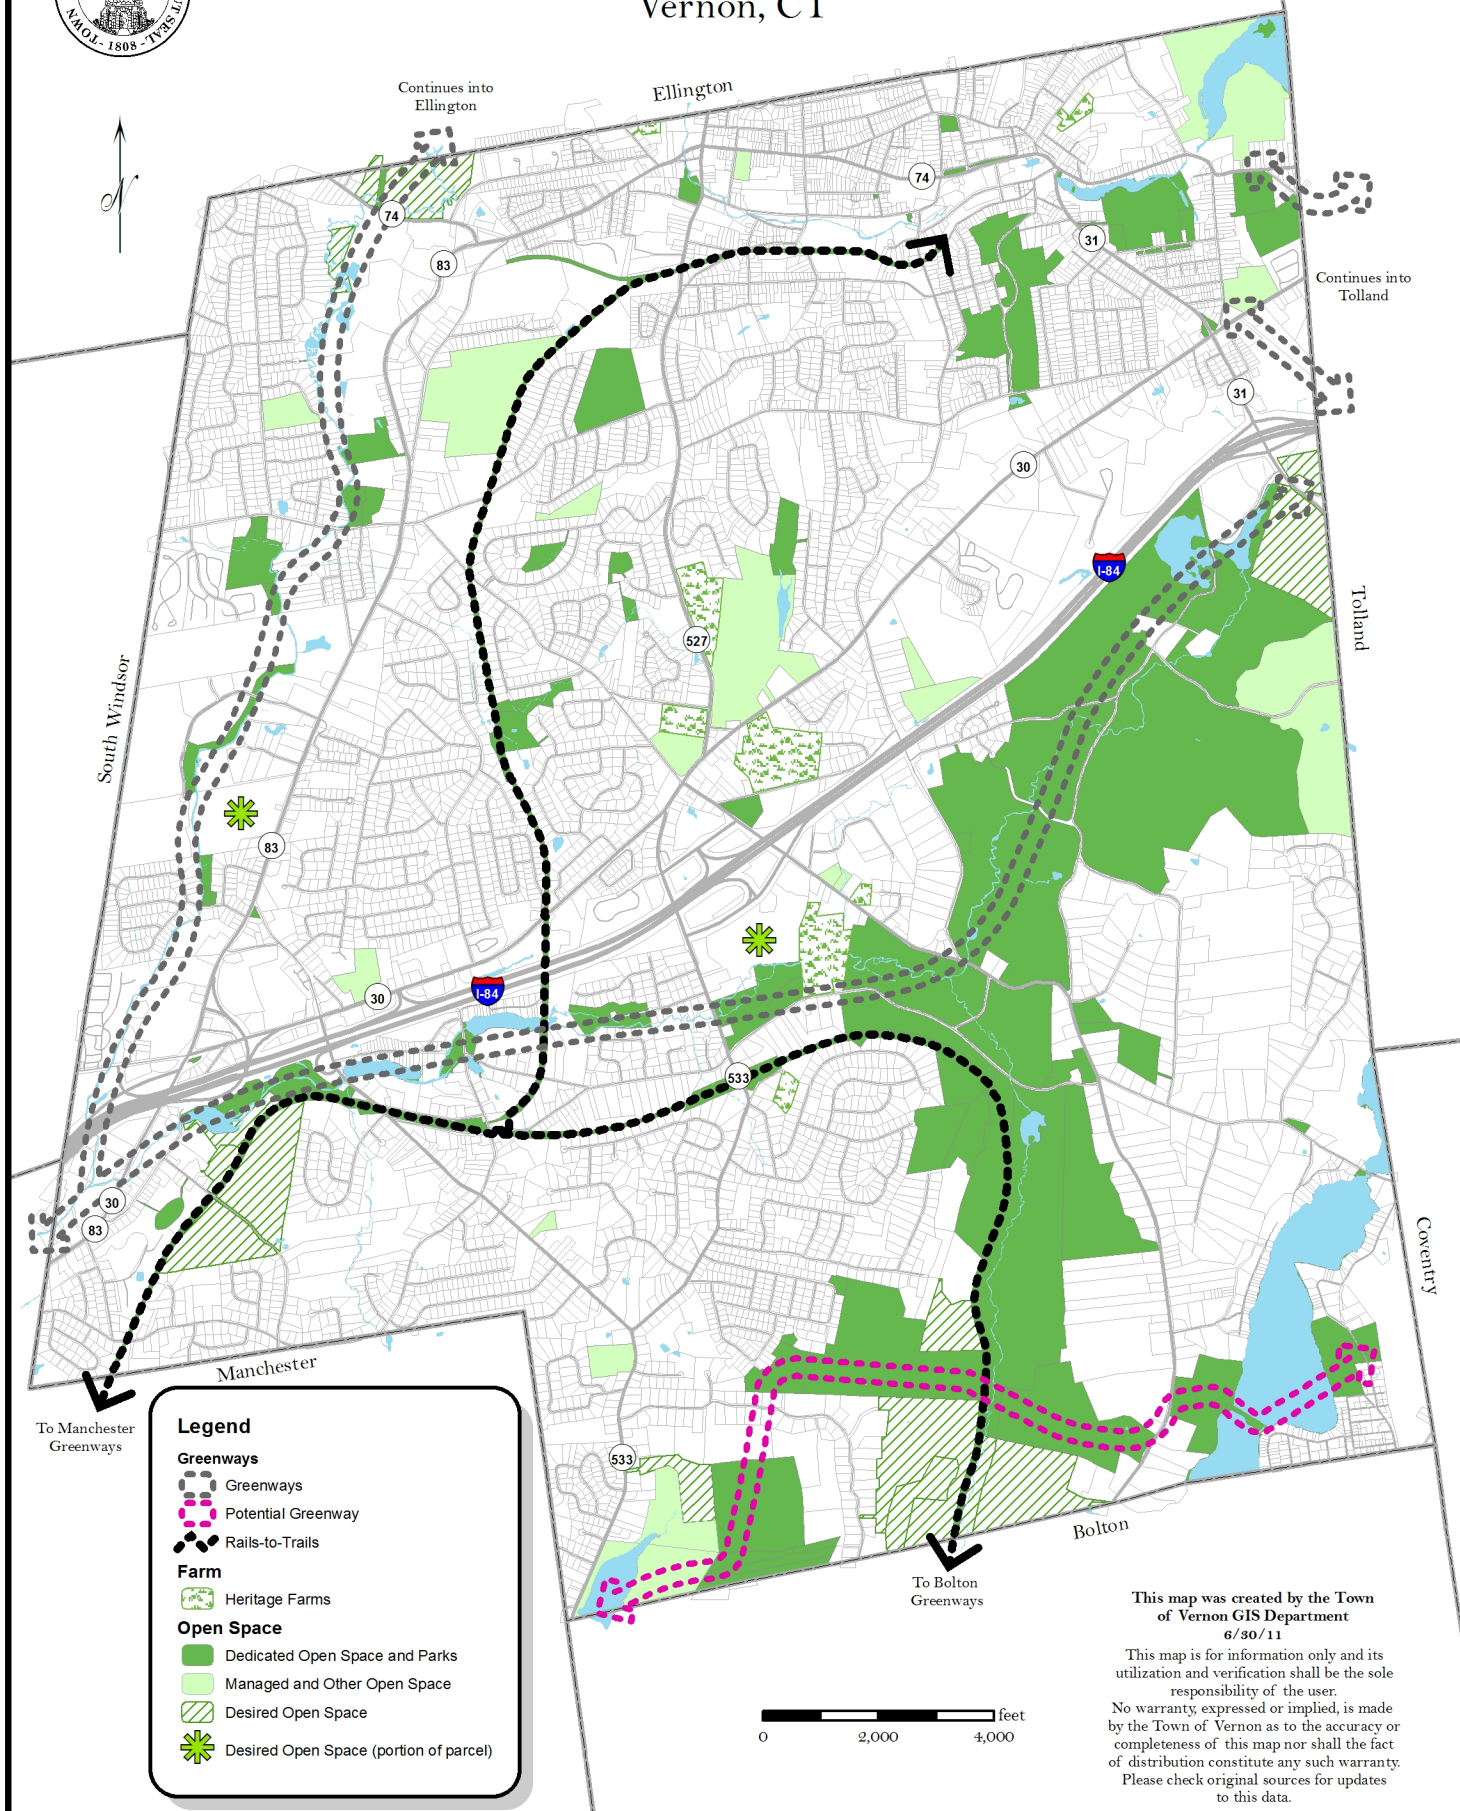 Vernon, CT
UT SEAL - TOWN - 1808 -
Continues into
Ellington
Ellington
N
74
74
83
31
Continues into
Tolland
31
30
I-84
527
Tolland
South Windsor
83
30
I-84
533
30
83
Coventry
Manchester
To Manchester
Greenways
533
Bolton
To Bolton
Greenways
Legend
Greenways
Greenways
Potential Greenway
Rails-to-Trails
Farm
Heritage Farms
Open Space
Dedicated Open Space and Parks
Managed and Other Open Space
Desired Open Space
Desired Open Space (portion of parcel)
feet
0 2,000 4,000
This map was created by the Town
of Vernon GIS Department
6/30/11
This map is for information only and its
utilization and verification shall be the sole
responsibility of the user.
No warranty, expressed or implied, is made
by the Town of Vernon as to the accuracy or
completeness of this map nor shall the fact
of distribution constitute any such warranty.
Please check original sources for updates
to this data.